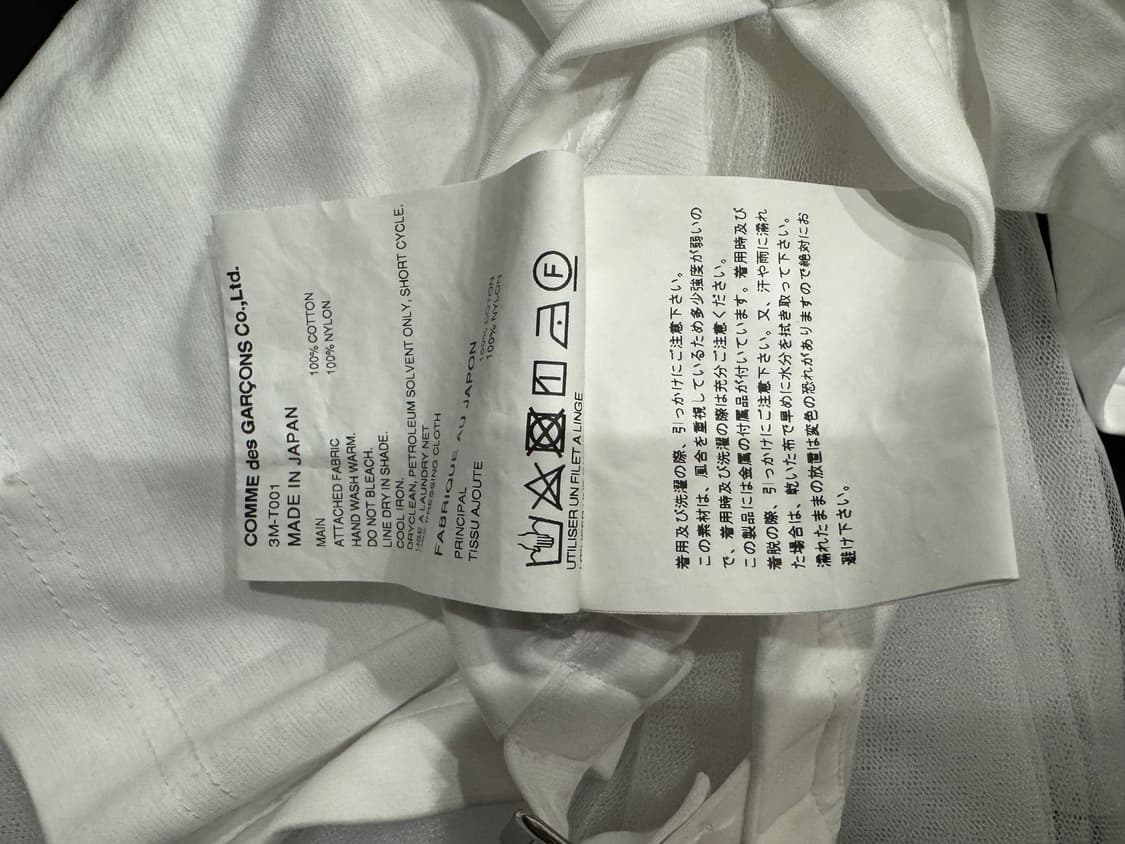 COMME des GARÇONS Co.,Ltd.
3M-T001
MADE IN JAPAN
MAIN 100% COTTON
ATTACHED FABRIC 100% NYLON
HAND WASH WARM.
DO NOT BLEACH.
LINE DRY IN SHADE.
COOL IRON.
DRYCLEAN, PETROLEUM SOLVENT ONLY, SHORT CYCLE.
USE A LAUNDRY NET
PRESSING CLOTH
FABRIQUE AU JAPON
PRINCIPAL 100% COTON
TISSU AJOUTE 100% NYLON
F
UTILISER UN FILET A LINGE
着用及び洗濯の際、引っかけにご注意下さい。
この素材は、風合を重視しているため多少強度が弱いの
で、着用時及び洗濯の際は充分ご注意ください。
この製品には金属の付属品が付いています。着用時及び
着脱の際、引っかけにご注意下さい。又、汗や雨に濡れ
た場合は、乾いた布で早めに水分を拭き取って下さい。
濡れたままの放置は変色の恐れがありますので絶対にお
避け下さい。